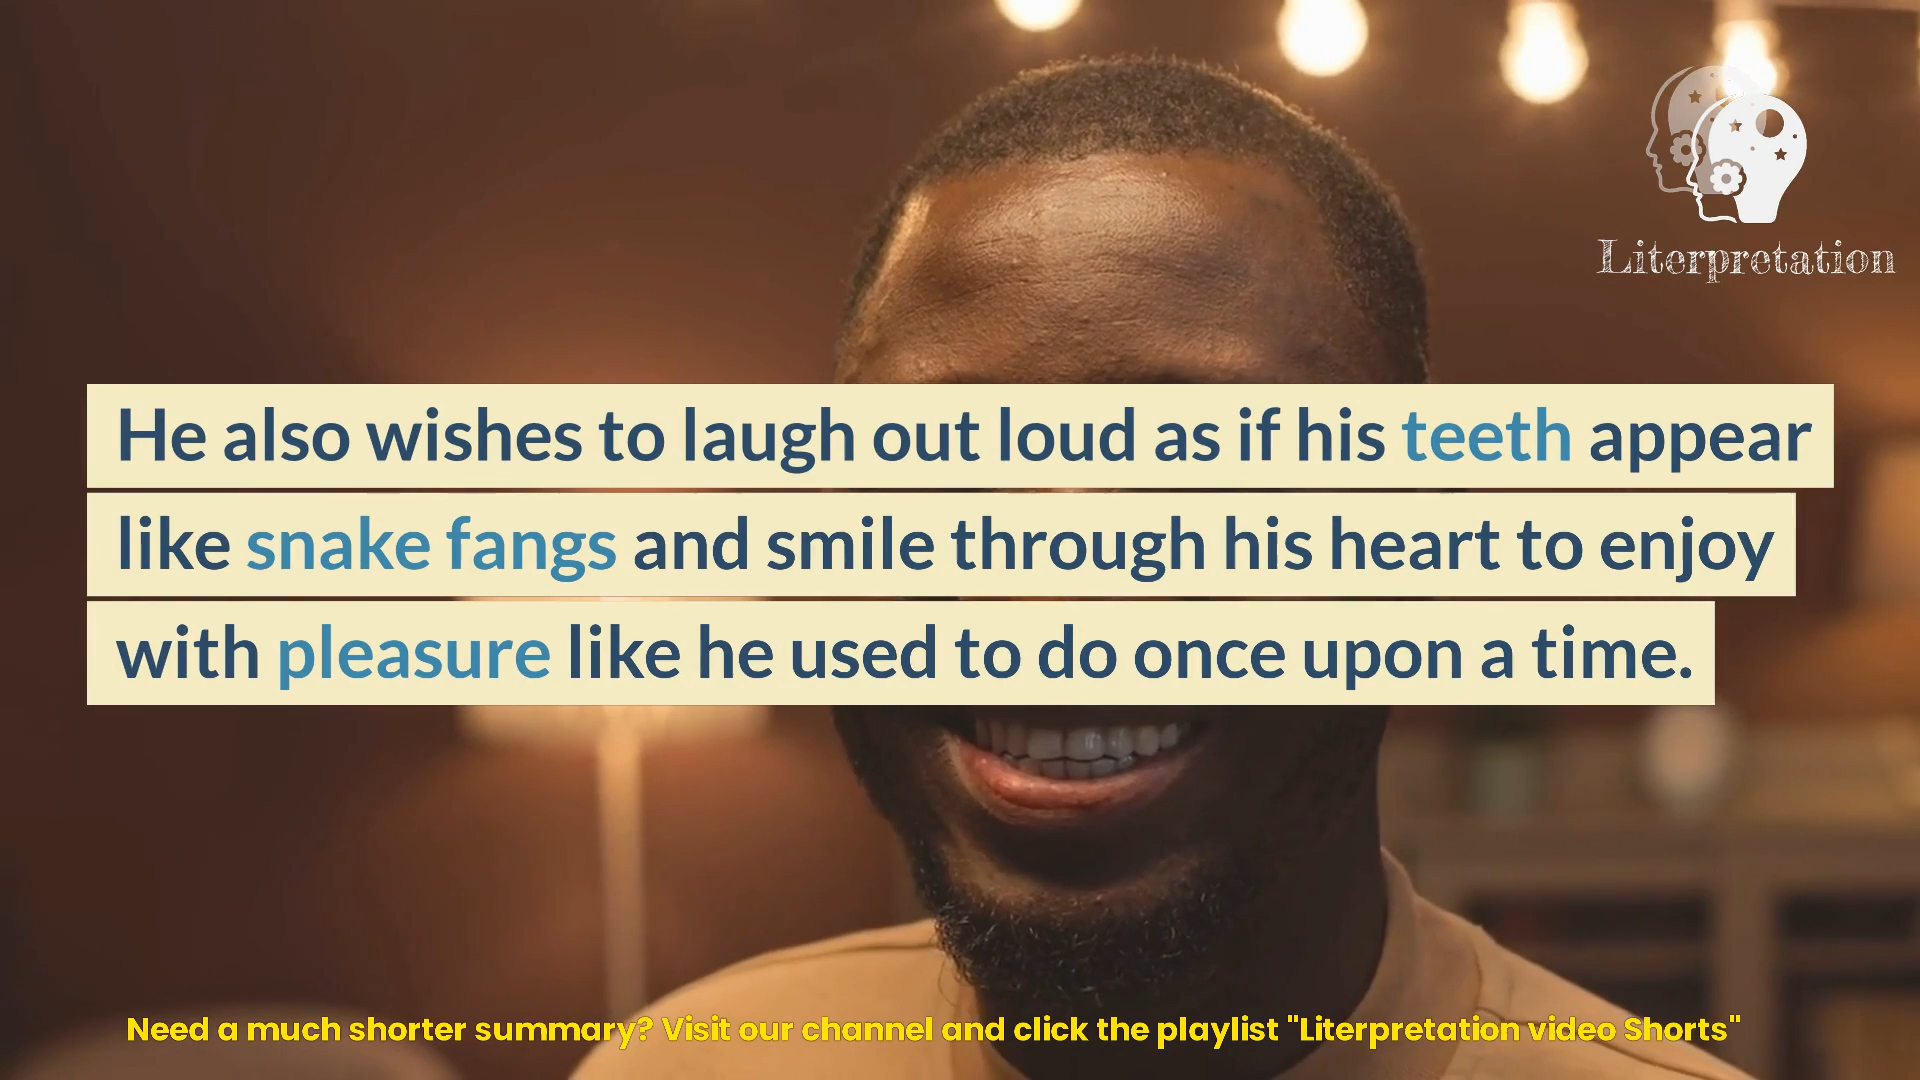 Literpretation
He also wishes to laugh out loud as if his teeth appear
like snake fangs and smile through his heart to enjoy
with pleasure like he used to do once upon a time.
Need a much shorter summary? Visit our channel and click the playlist "Literpretation video Shorts"